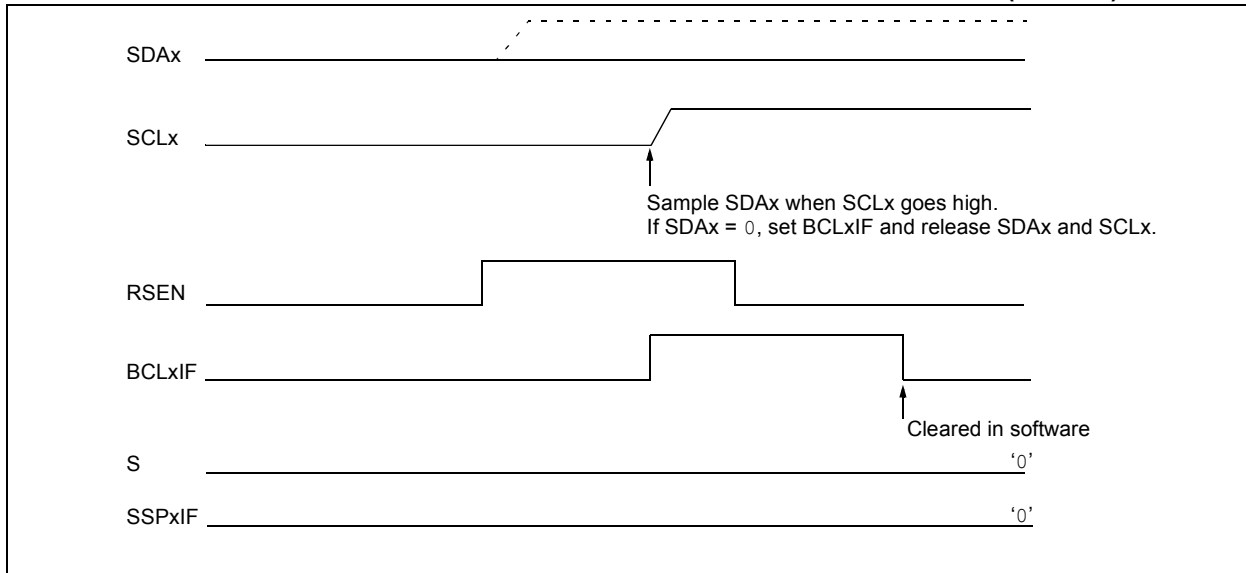 SDAx
SCLx
Sample SDAx when SCLx goes high.
If SDAx = 0, set BCLxIF and release SDAx and SCLx.
RSEN
BCLxIF
Cleared in software
S
‘0’
SSPxIF
‘0’